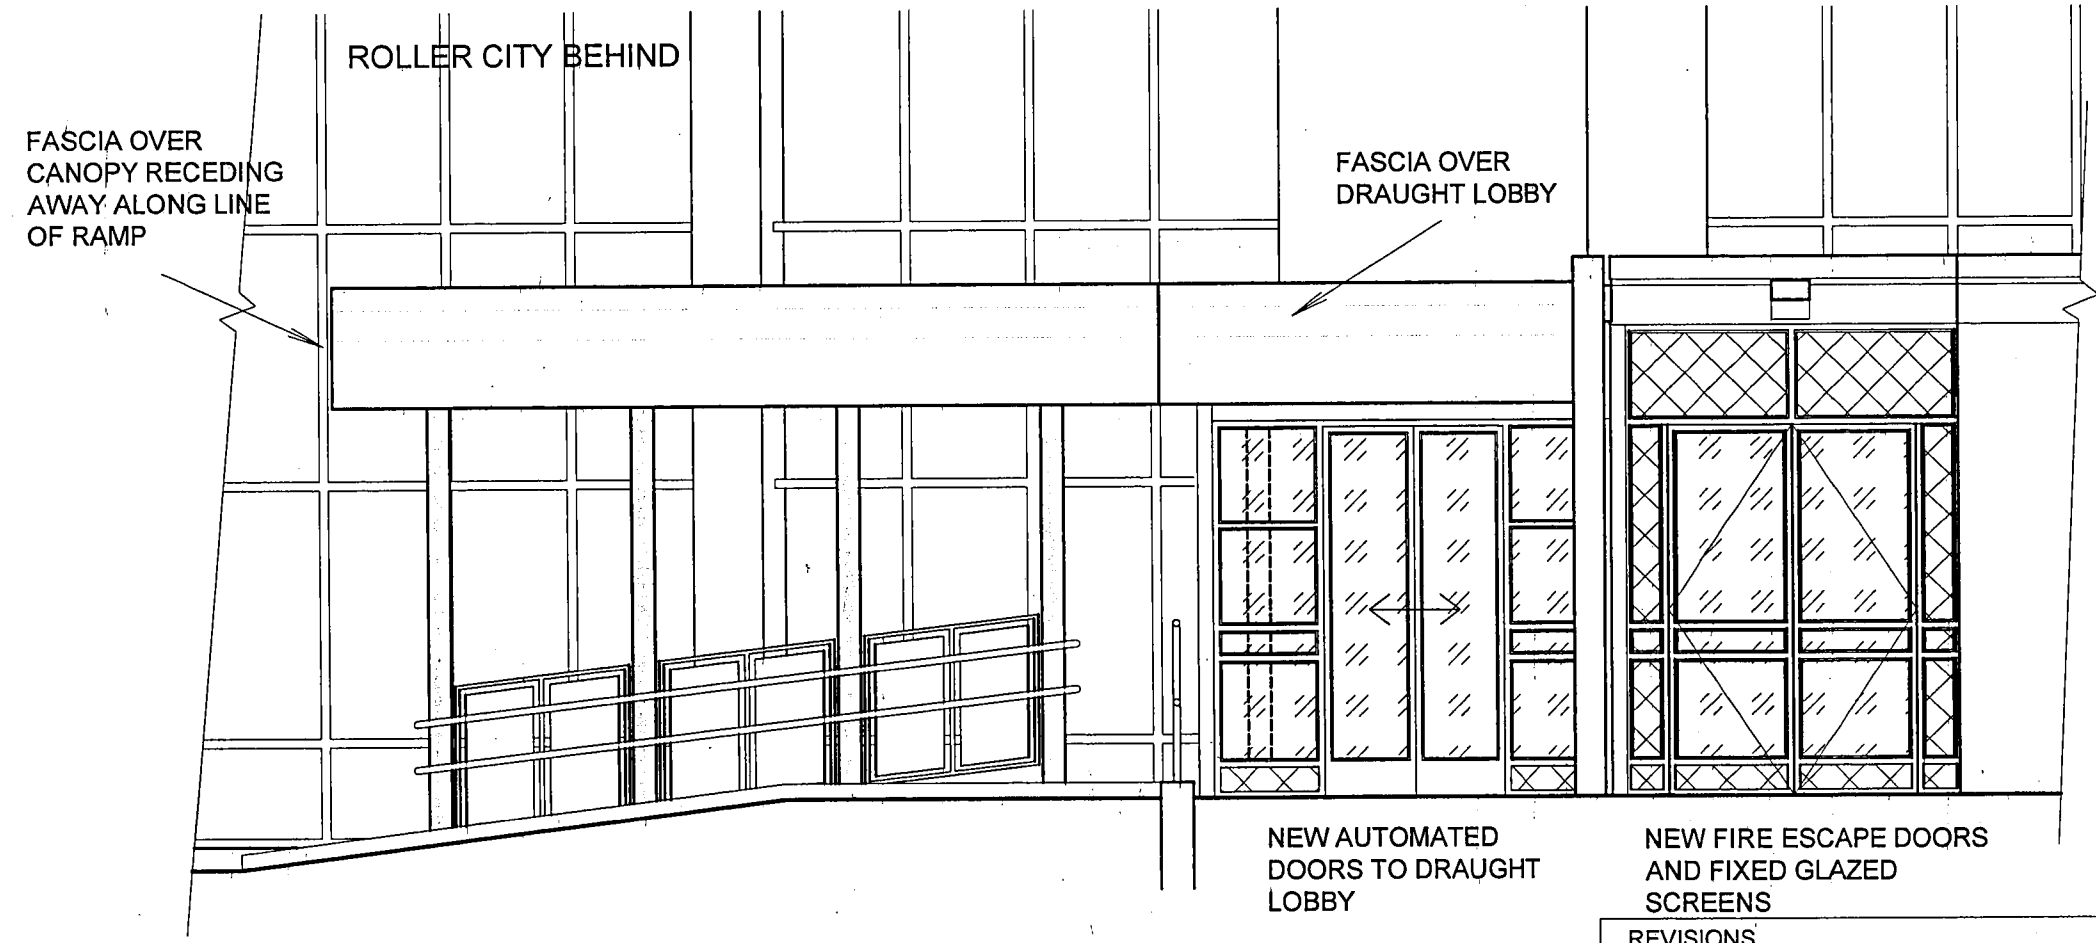 ROLLER CITY BEHIND
FASCIA OVER
CANOPY RECEDING
AWAY ALONG LINE
OF RAMP
FASCIA OVER
DRAUGHT LOBBY
NEW AUTOMATED
DOORS TO DRAUGHT
LOBBY
NEW FIRE ESCAPE DOORS
AND FIXED GLAZED
SCREENS
REVISIONS